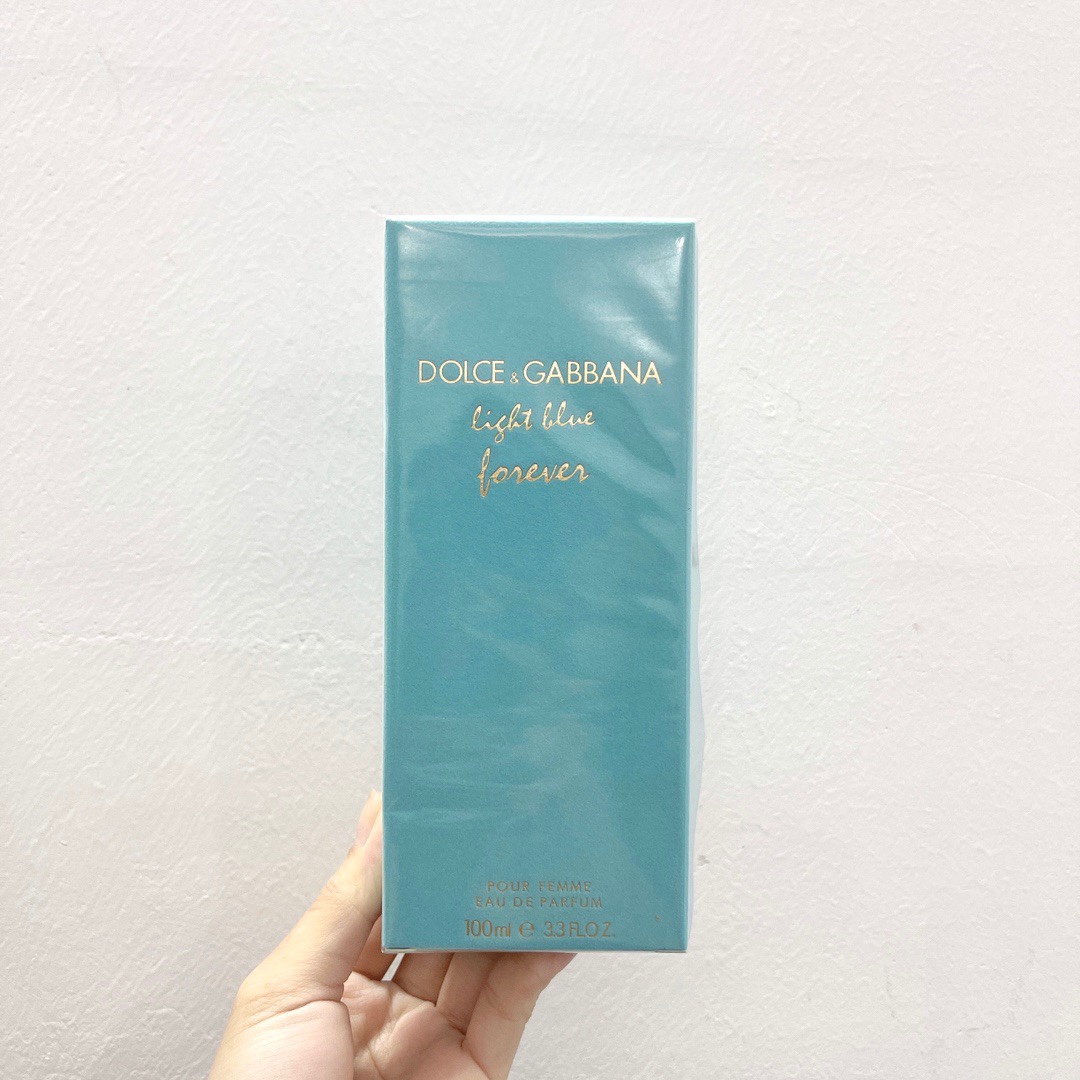 DOLCE & GABBANA
light blue
forever
POUR FEMME
EAU DE PARFUM
100ml e 3.3 FL.OZ.